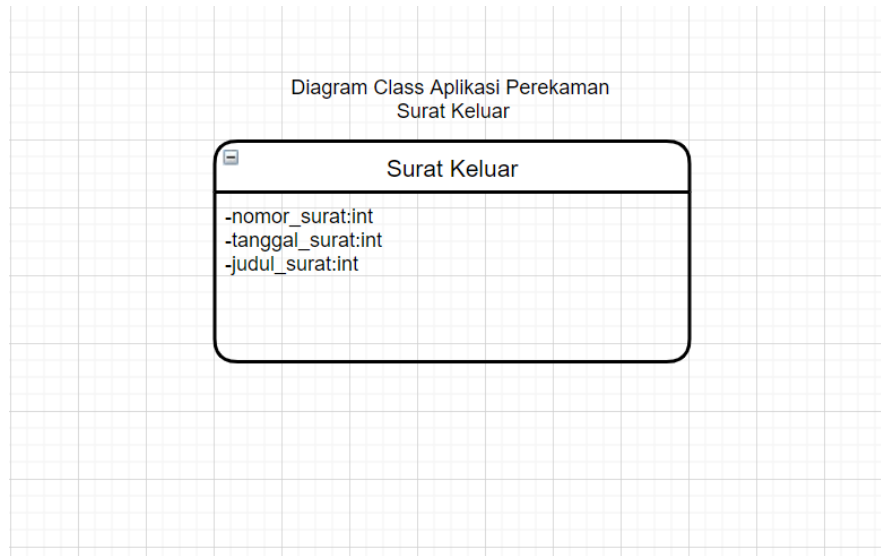 Diagram Class Aplikasi Perekaman
Surat Keluar
Surat Keluar
-nomor_surat:int
-tanggal_surat:int
-judul_surat:int